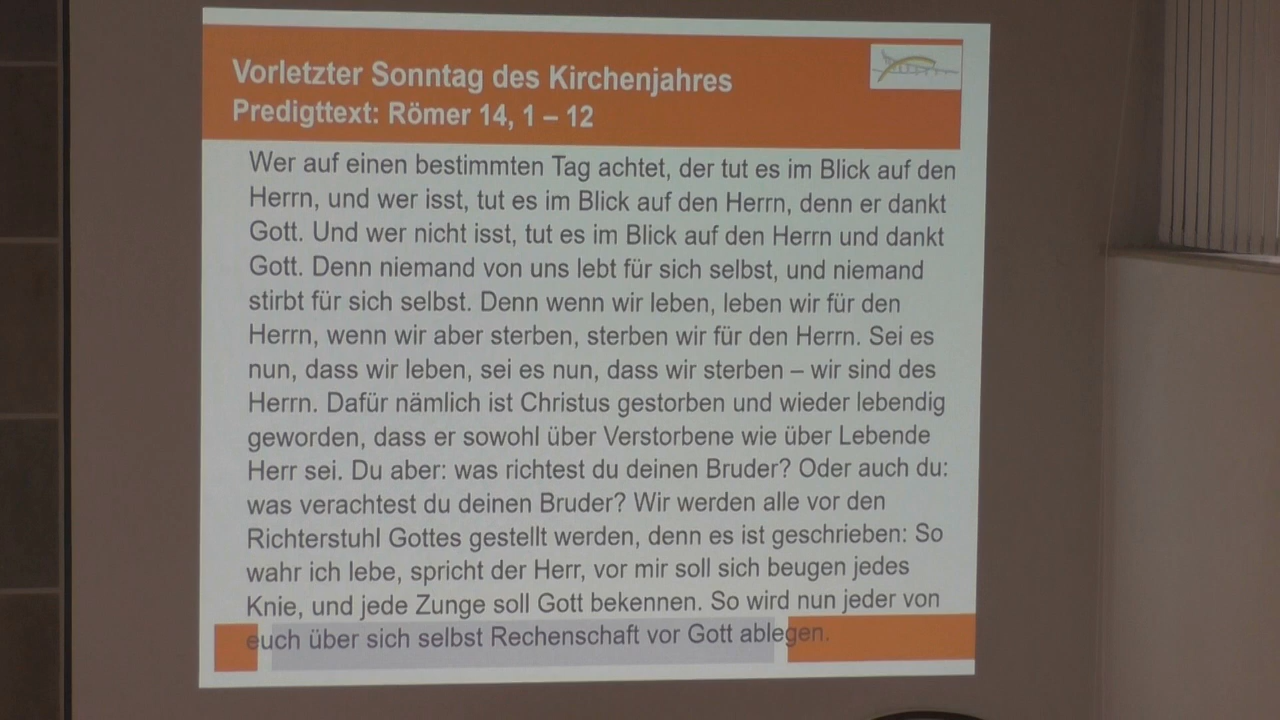 Vorletzter Sonntag des Kirchenjahres
Predigttext: Römer 14, 1 – 12
Wer auf einen bestimmten Tag achtet, der tut es im Blick auf den
Herrn, und wer isst, tut es im Blick auf den Herrn, denn er dankt
Gott. Und wer nicht isst, tut es im Blick auf den Herrn und dankt
Gott. Denn niemand von uns lebt für sich selbst, und niemand
stirbt für sich selbst. Denn wenn wir leben, leben wir für den
Herrn, wenn wir aber sterben, sterben wir für den Herrn. Sei es
nun, dass wir leben, sei es nun, dass wir sterben – wir sind des
Herrn. Dafür nämlich ist Christus gestorben und wieder lebendig
geworden, dass er sowohl über Verstorbene wie über Lebende
Herr sei. Du aber: was richtest du deinen Bruder? Oder auch du:
was verachtest du deinen Bruder? Wir werden alle vor den
Richterstuhl Gottes gestellt werden, denn es ist geschrieben: So
wahr ich lebe, spricht der Herr, vor mir soll sich beugen jedes
Knie, und jede Zunge soll Gott bekennen. So wird nun jeder von
euch über sich selbst Rechenschaft vor Gott ablegen.